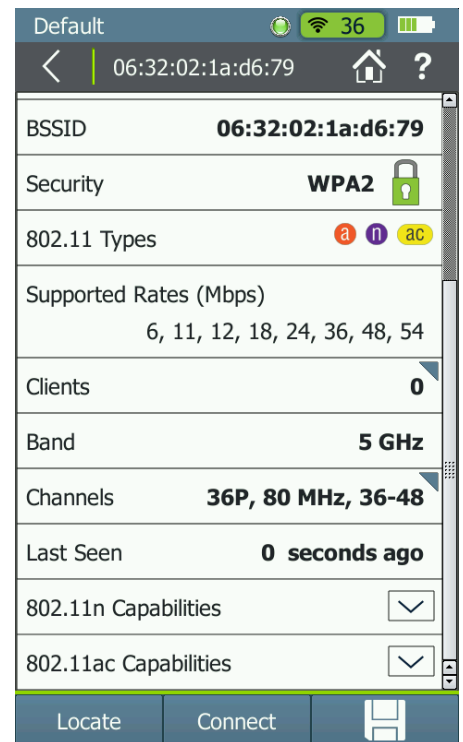 Default 36
06:32:02:1a:d6:79 ?
BSSID 06:32:02:1a:d6:79
Security WPA2
802.11 Types a n ac
Supported Rates (Mbps)
6, 11, 12, 18, 24, 36, 48, 54
Clients 0
Band 5 GHz
Channels 36P, 80 MHz, 36-48
Last Seen 0 seconds ago
802.11n Capabilities
802.11ac Capabilities
Locate Connect